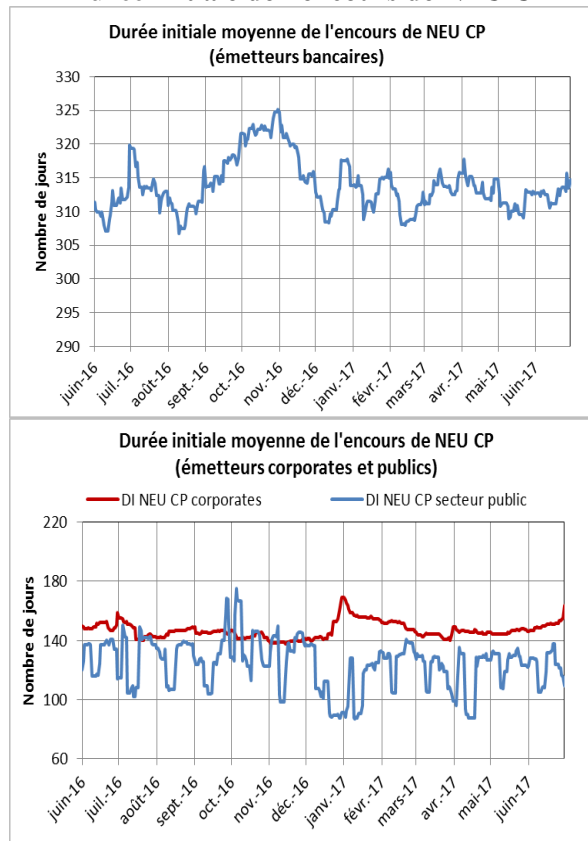 Durée initiale moyenne de l'encours de NEU CP
(émetteurs bancaires)
Nombre de jours
330
325
320
315
310
305
300
295
290
juin-16
juil.-16
août-16
sept.-16
oct.-16
nov.-16
déc.-16
janv.-17
févr.-17
mars-17
avr.-17
mai-17
juin-17
Durée initiale moyenne de l'encours de NEU CP
(émetteurs corporates et publics)
DI NEU CP corporates
DI NEU CP secteur public
Nombre de jours
220
180
140
100
60
juin-16
juil.-16
août-16
sept.-16
oct.-16
nov.-16
déc.-16
janv.-17
févr.-17
mars-17
avr.-17
mai-17
juin-17